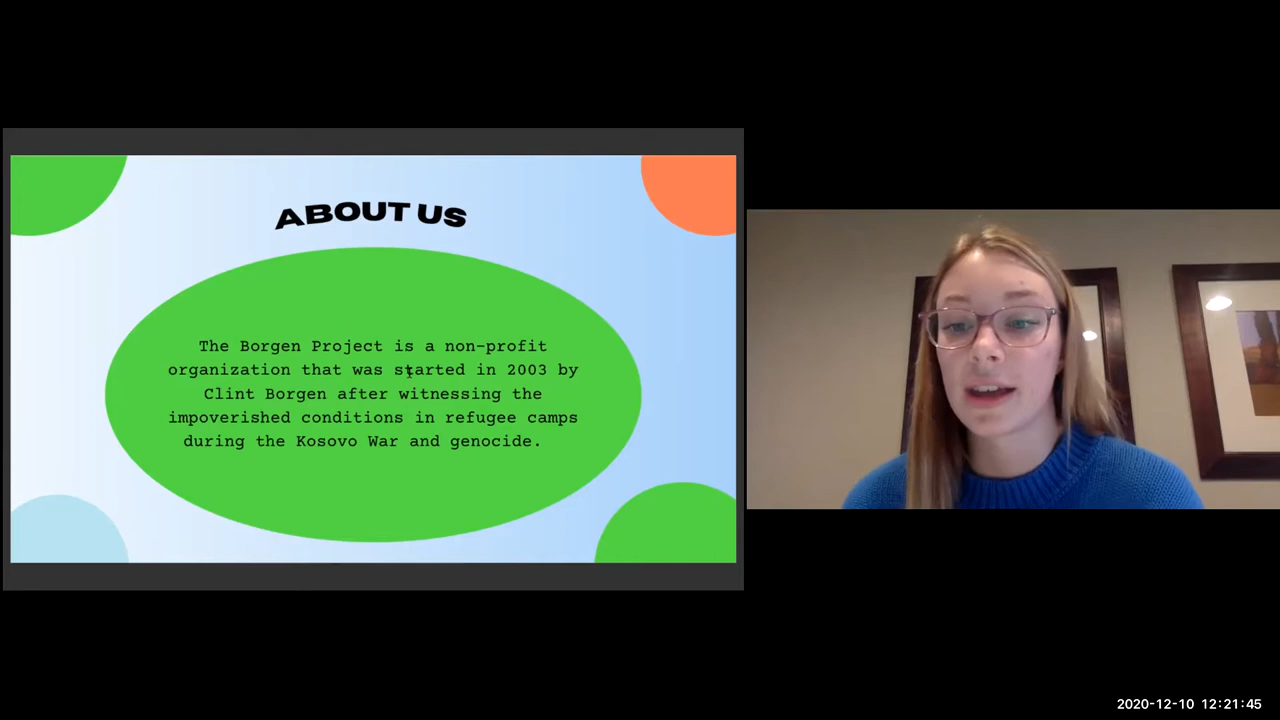 ABOUT US
The Borgen Project is a non-profit
organization that was started in 2003 by
Clint Borgen after witnessing the
impoverished conditions in refugee camps
during the Kosovo War and genocide.
2020-12-10 12:21:45